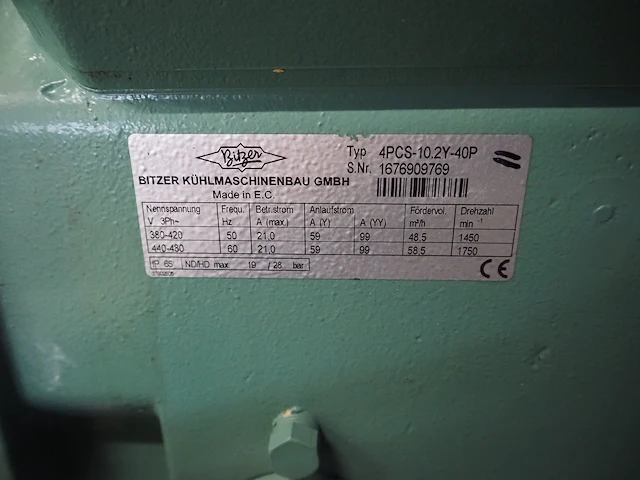 Bitzer
Typ 4PCS-10.2Y-40P
S.Nr. 1676909769
BITZER KÜHLMASCHINENBAU GMBH
Made in E.C.
Nennspannung Frequ. Betr.strom Anlaufstrom Fördervol. Drehzahl
V 3Ph~ Hz A (max.) A (Y) A (YY) m³/h min -1
380-420 50 21,0 59 99 48,5 1450
440-480 60 21,0 59 99 58,5 1750
IP 65 ND/HD max. 19 / 28 bar
CE